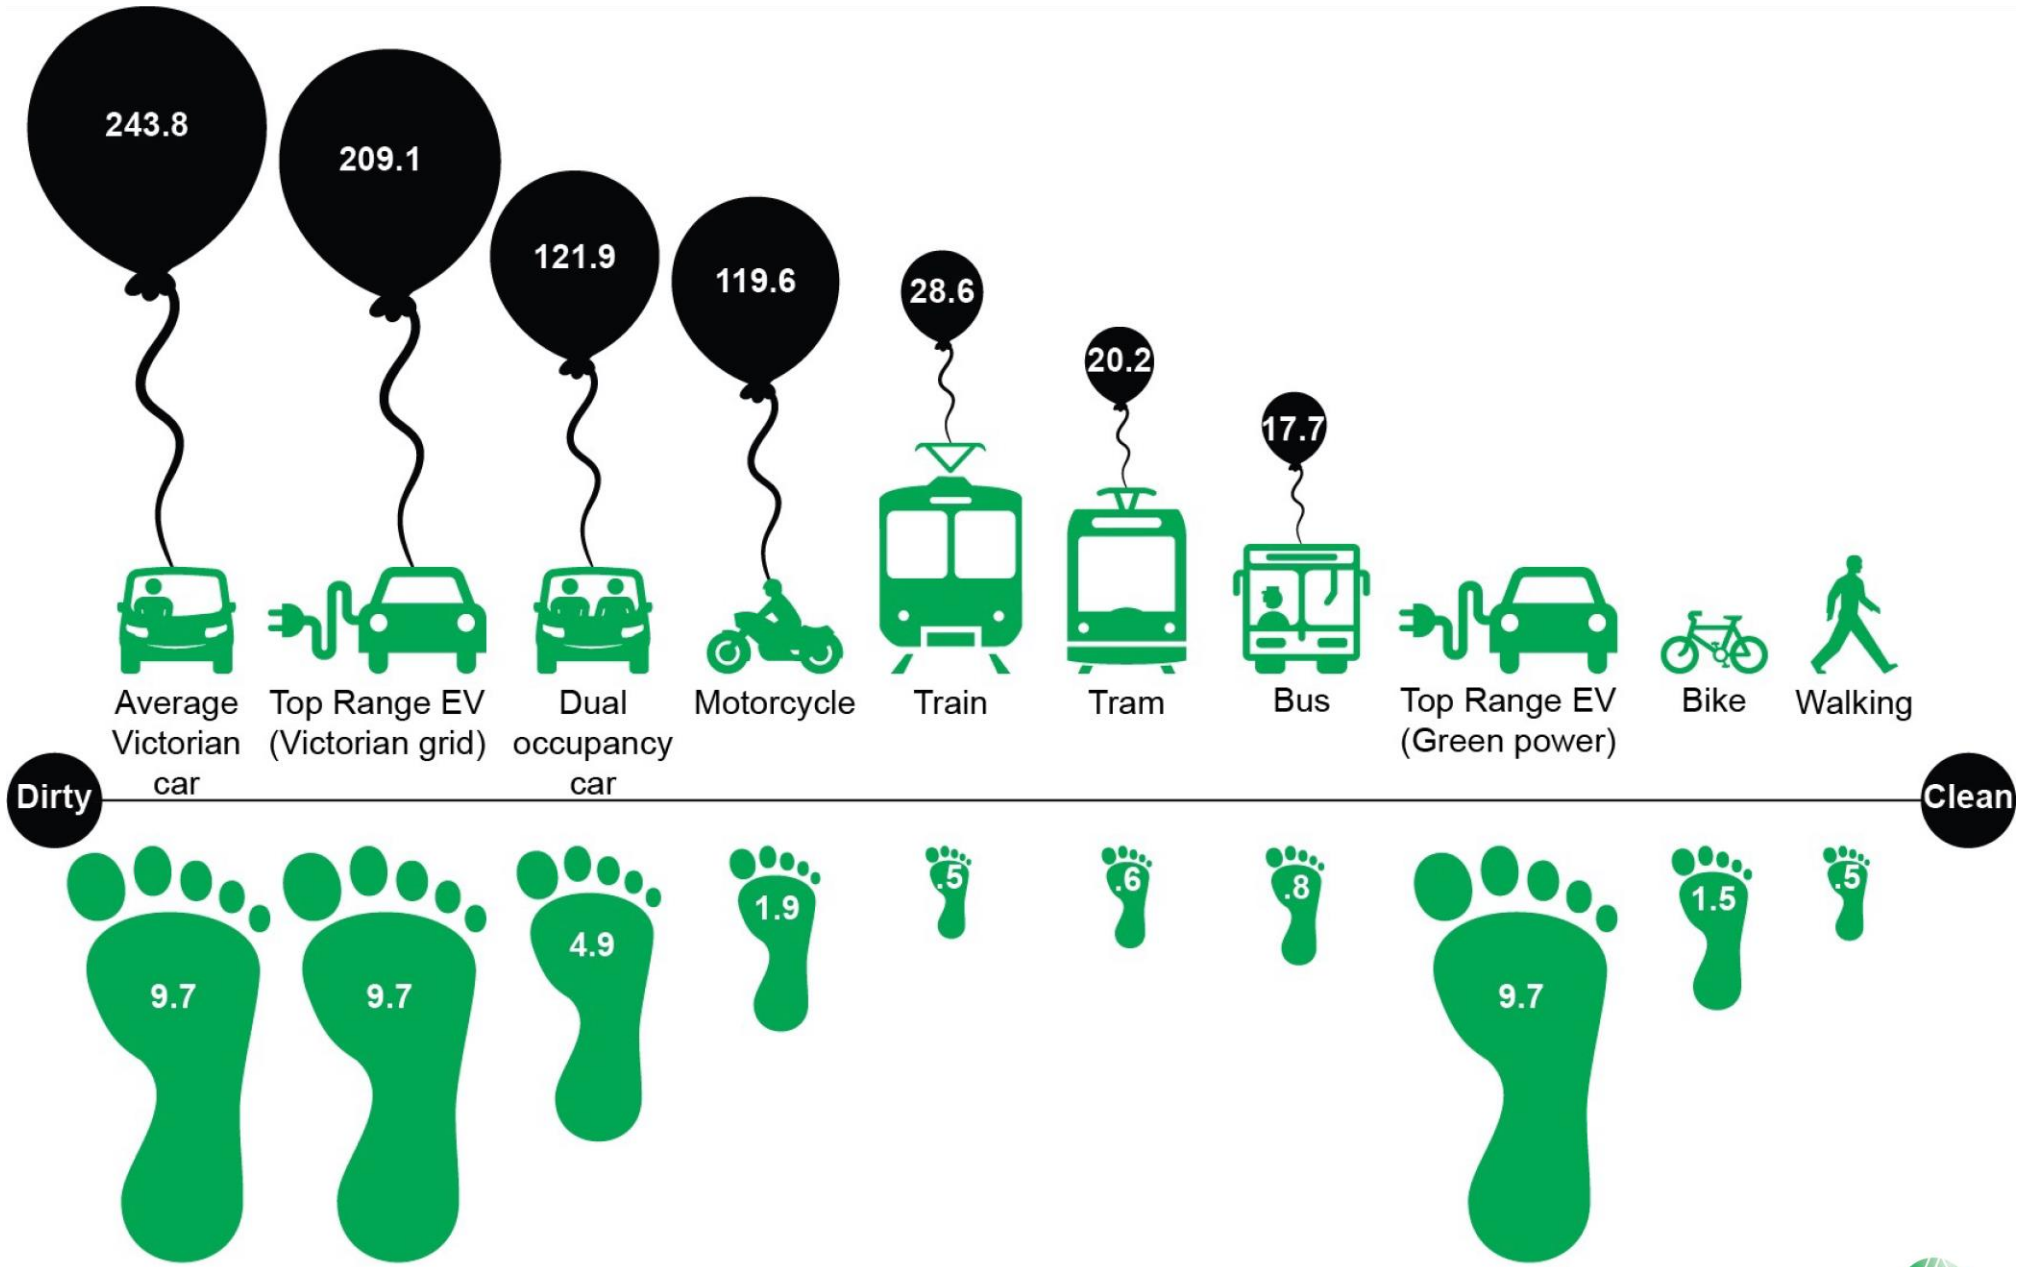 243.8
209.1
121.9
119.6
28.6
20.2
17.7
Average
Victorian
car
Top Range EV
(Victorian grid)
Dual
occupancy
car
Motorcycle
Train
Tram
Bus
Top Range EV
(Green power)
Bike
Walking
Dirty
Clean
9.7
9.7
4.9
1.9
.5
.6
.8
9.7
1.5
.5